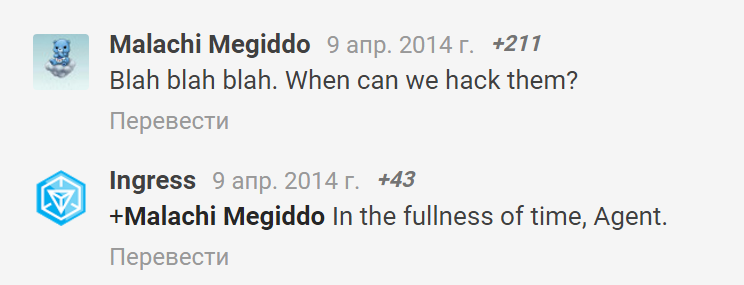 Malachi Megiddo 9 апр. 2014 г. +211
Blah blah blah. When can we hack them?
Перевести
Ingress 9 апр. 2014 г. +43
+Malachi Megiddo In the fullness of time, Agent.
Перевести